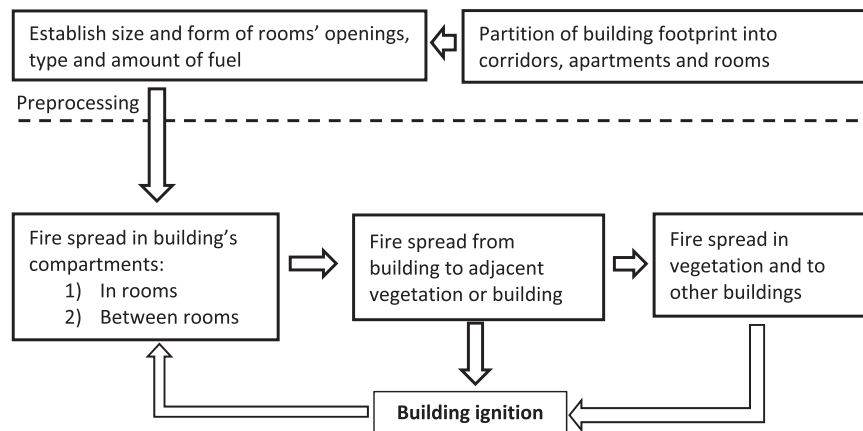 Establish size and form of rooms' openings,
type and amount of fuel
Partition of building footprint into
corridors, apartments and rooms
Preprocessing
Fire spread in building's
compartments:
1) In rooms
2) Between rooms
Fire spread from
building to adjacent
vegetation or building
Fire spread in
vegetation and to
other buildings
Building ignition